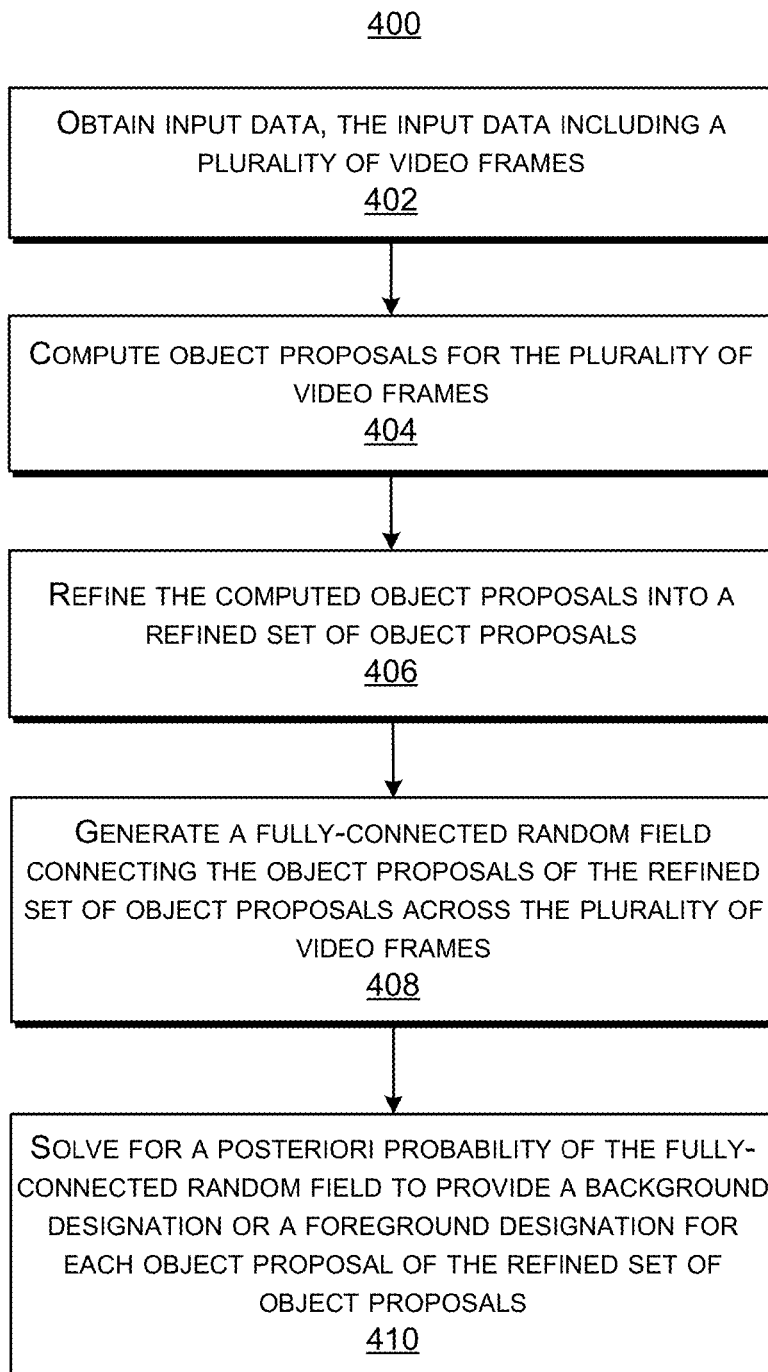 400
OBTAIN INPUT DATA, THE INPUT DATA INCLUDING A
PLURALITY OF VIDEO FRAMES
402
COMPUTE OBJECT PROPOSALS FOR THE PLURALITY OF
VIDEO FRAMES
404
REFINE THE COMPUTED OBJECT PROPOSALS INTO A
REFINED SET OF OBJECT PROPOSALS
406
GENERATE A FULLY-CONNECTED RANDOM FIELD
CONNECTING THE OBJECT PROPOSALS OF THE REFINED
SET OF OBJECT PROPOSALS ACROSS THE PLURALITY OF
VIDEO FRAMES
408
SOLVE FOR A POSTERIORI PROBABILITY OF THE FULLY-
CONNECTED RANDOM FIELD TO PROVIDE A BACKGROUND
DESIGNATION OR A FOREGROUND DESIGNATION FOR
EACH OBJECT PROPOSAL OF THE REFINED SET OF
OBJECT PROPOSALS
410